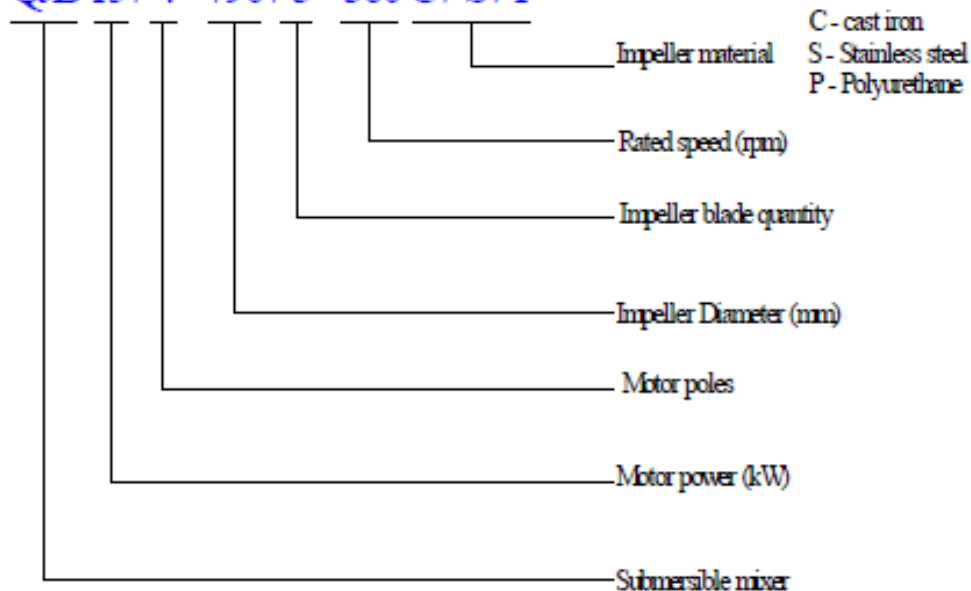 C - cast iron
Impeller material S - Stainless steel
P - Polyurethane
Rated speed (rpm)
Impeller blade quantity
Impeller Diameter (mm)
Motor poles
Motor power (kW)
Submersible mixer